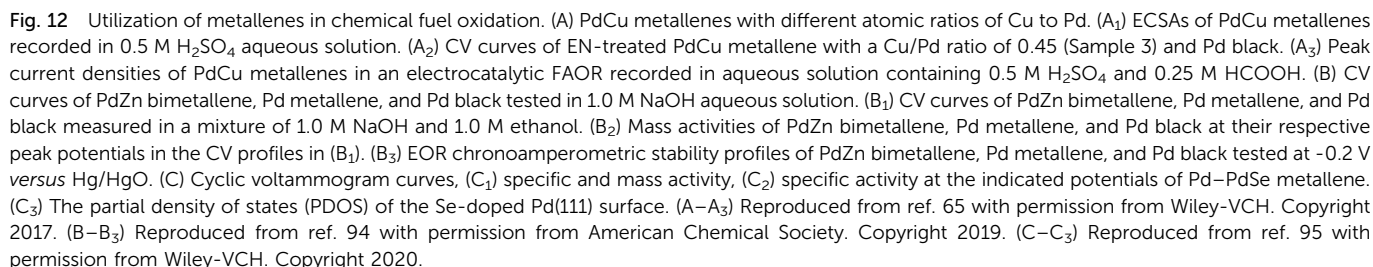 Fig. 12 Utilization of metallenes in chemical fuel oxidation. (A) PdCu metallenes with different atomic ratios of Cu to Pd. (A₁) ECSAs of PdCu metallenes
recorded in 0.5 M H₂SO₄ aqueous solution. (A₂) CV curves of EN-treated PdCu metallene with a Cu/Pd ratio of 0.45 (Sample 3) and Pd black. (A₃) Peak
current densities of PdCu metallenes in an electrocatalytic FAOR recorded in aqueous solution containing 0.5 M H₂SO₄ and 0.25 M HCOOH. (B) CV
curves of PdZn bimetallene, Pd metallene, and Pd black tested in 1.0 M NaOH aqueous solution. (B₁) CV curves of PdZn bimetallene, Pd metallene, and Pd
black measured in a mixture of 1.0 M NaOH and 1.0 M ethanol. (B₂) Mass activities of PdZn bimetallene, Pd metallene, and Pd black at their respective
peak potentials in the CV profiles in (B₁). (B₃) EOR chronoamperometric stability profiles of PdZn bimetallene, Pd metallene, and Pd black tested at -0.2 V
versus Hg/HgO. (C) Cyclic voltammogram curves, (C₁) specific and mass activity, (C₂) specific activity at the indicated potentials of Pd–PdSe metallene.
(C₃) The partial density of states (PDOS) of the Se-doped Pd(111) surface. (A–A₃) Reproduced from ref. 65 with permission from Wiley-VCH. Copyright
2017. (B–B₃) Reproduced from ref. 94 with permission from American Chemical Society. Copyright 2019. (C–C₃) Reproduced from ref. 95 with
permission from Wiley-VCH. Copyright 2020.